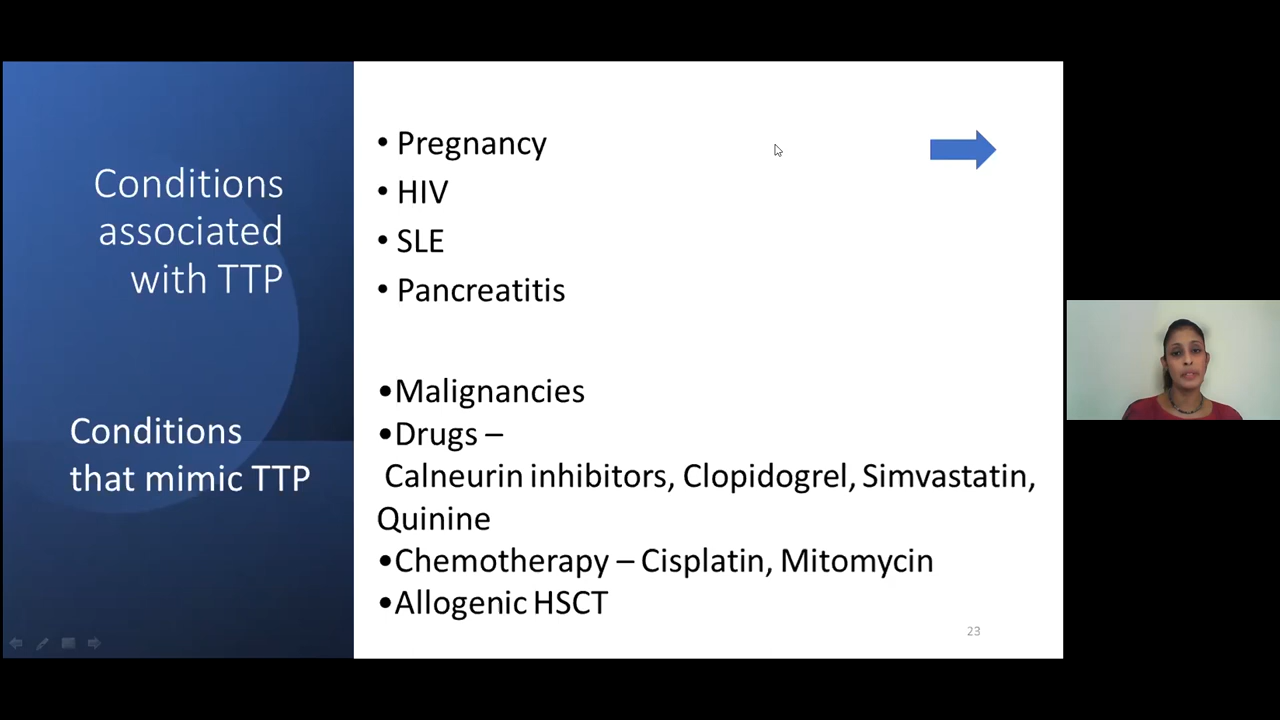 Conditions
associated
with TTP
• Pregnancy
• HIV
• SLE
• Pancreatitis
Conditions
that mimic TTP
•Malignancies
•Drugs –
Calneurin inhibitors, Clopidogrel, Simvastatin,
Quinine
•Chemotherapy – Cisplatin, Mitomycin
•Allogenic HSCT
23